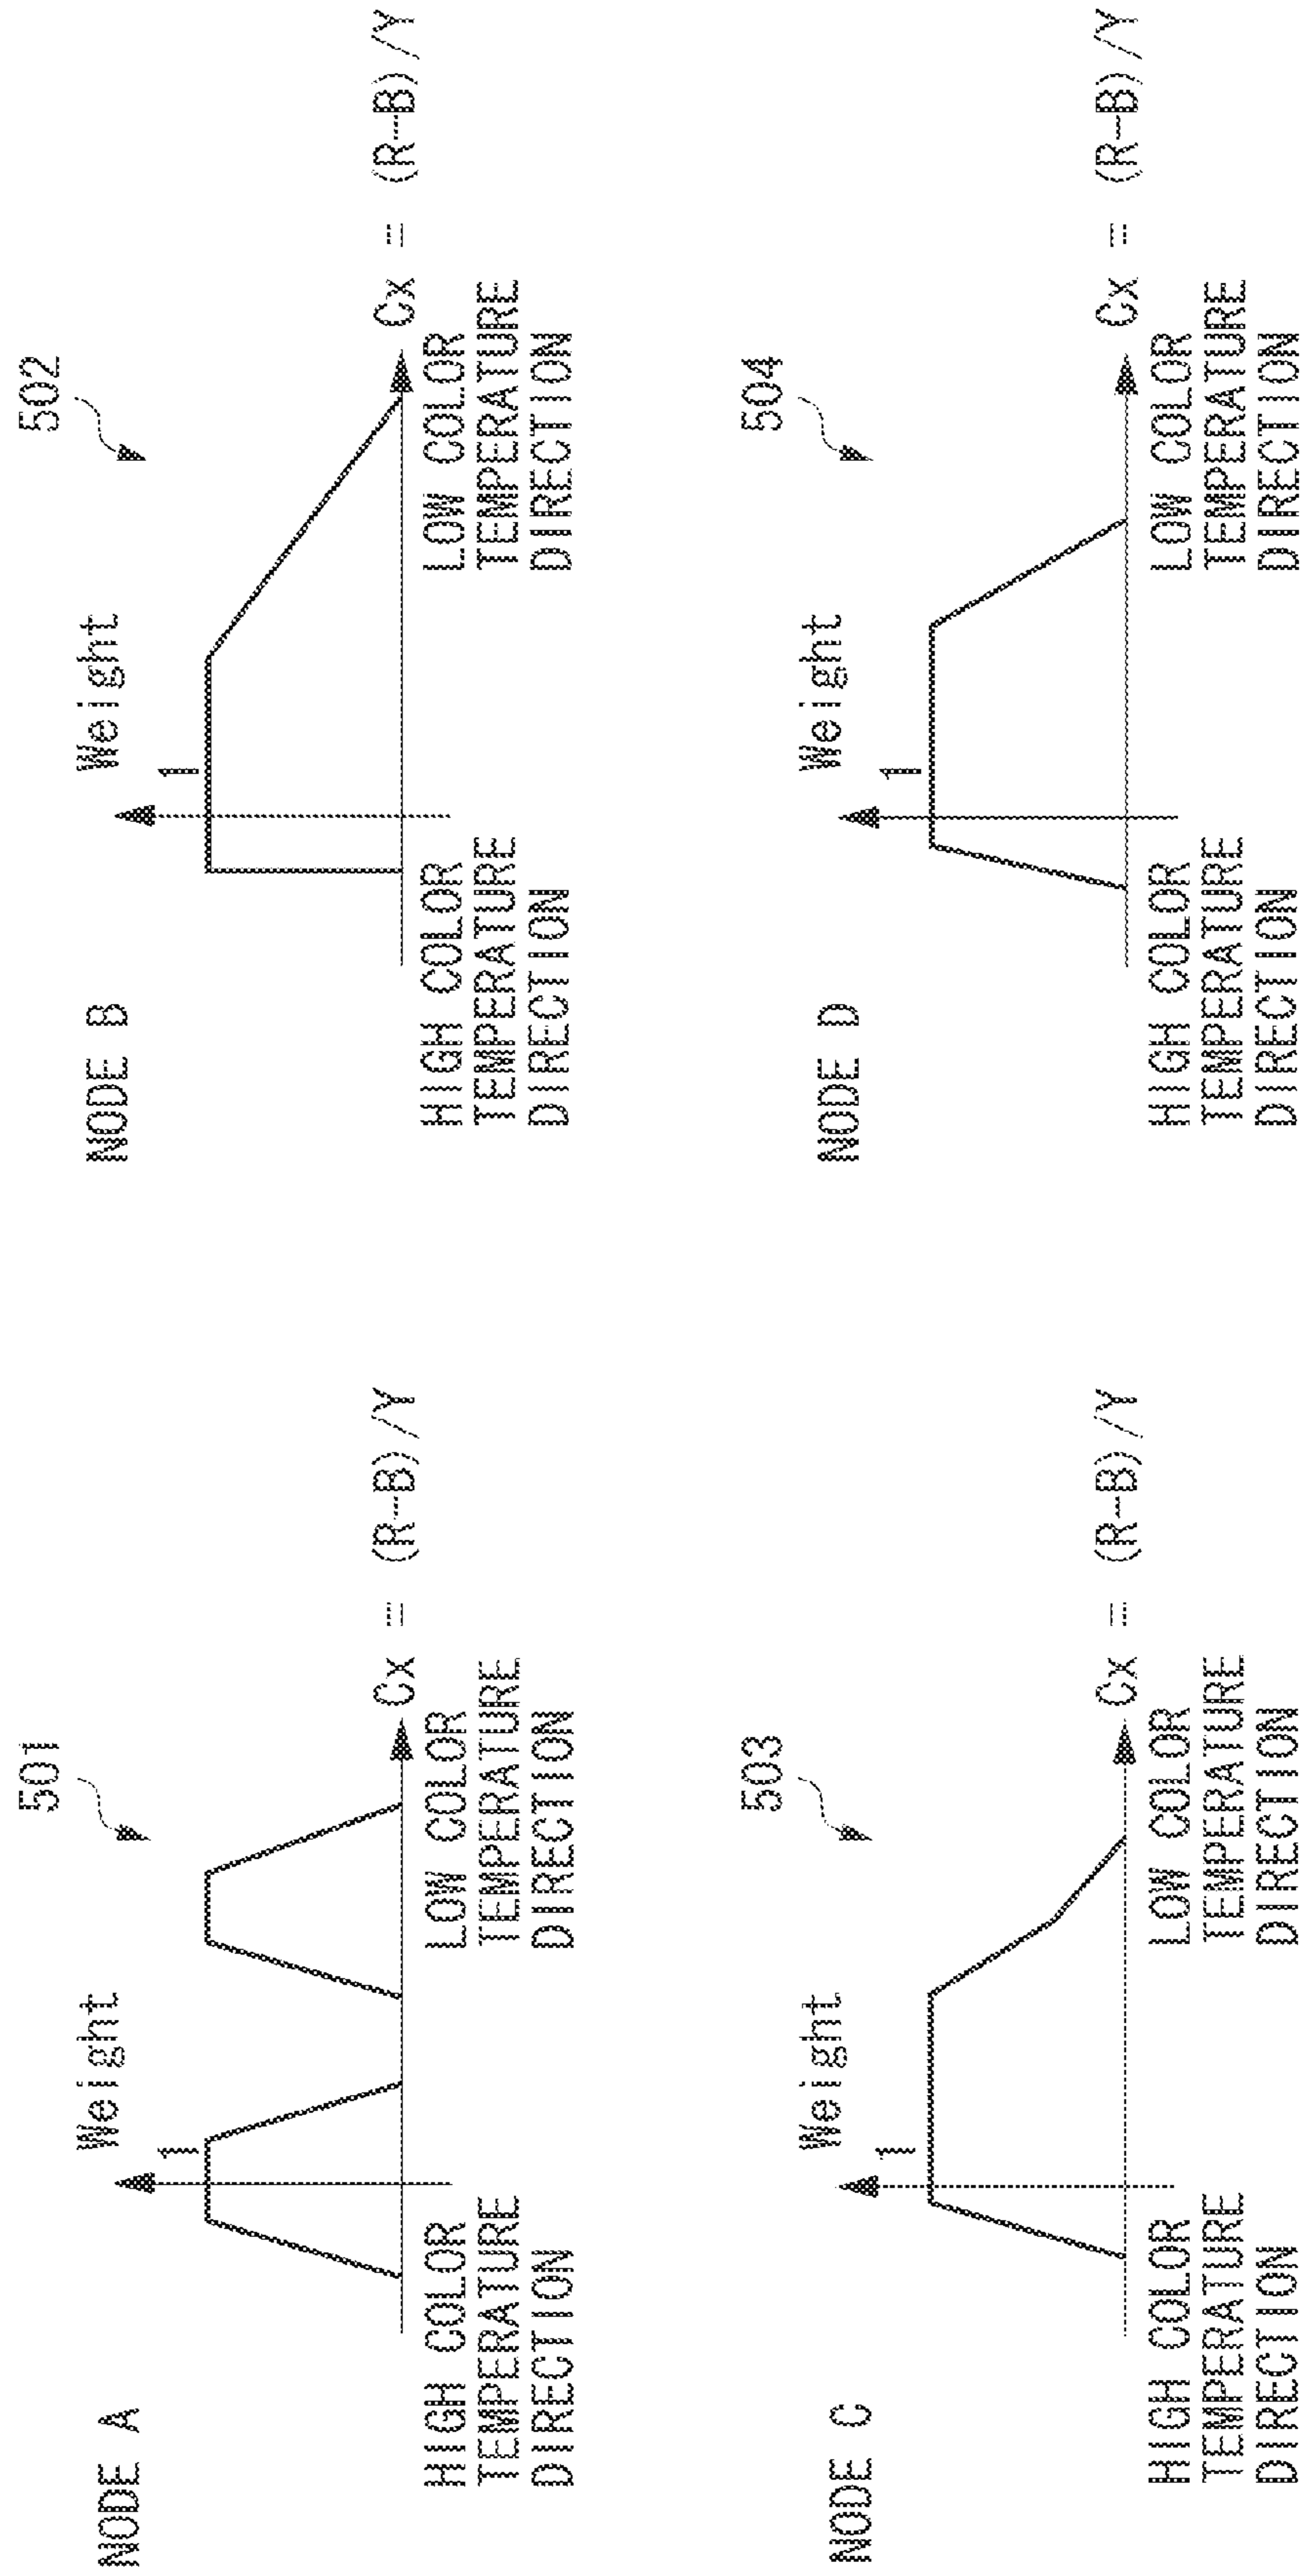 NODE A
501
Weight
1
Cx = (R-B)/Y
HIGH COLOR
TEMPERATURE
DIRECTION
LOW COLOR
TEMPERATURE
DIRECTION
NODE B
502
Weight
1
Cx = (R-B)/Y
HIGH COLOR
TEMPERATURE
DIRECTION
LOW COLOR
TEMPERATURE
DIRECTION
NODE C
503
Weight
1
Cx = (R-B)/Y
HIGH COLOR
TEMPERATURE
DIRECTION
LOW COLOR
TEMPERATURE
DIRECTION
NODE D
504
Weight
1
Cx = (R-B)/Y
HIGH COLOR
TEMPERATURE
DIRECTION
LOW COLOR
TEMPERATURE
DIRECTION